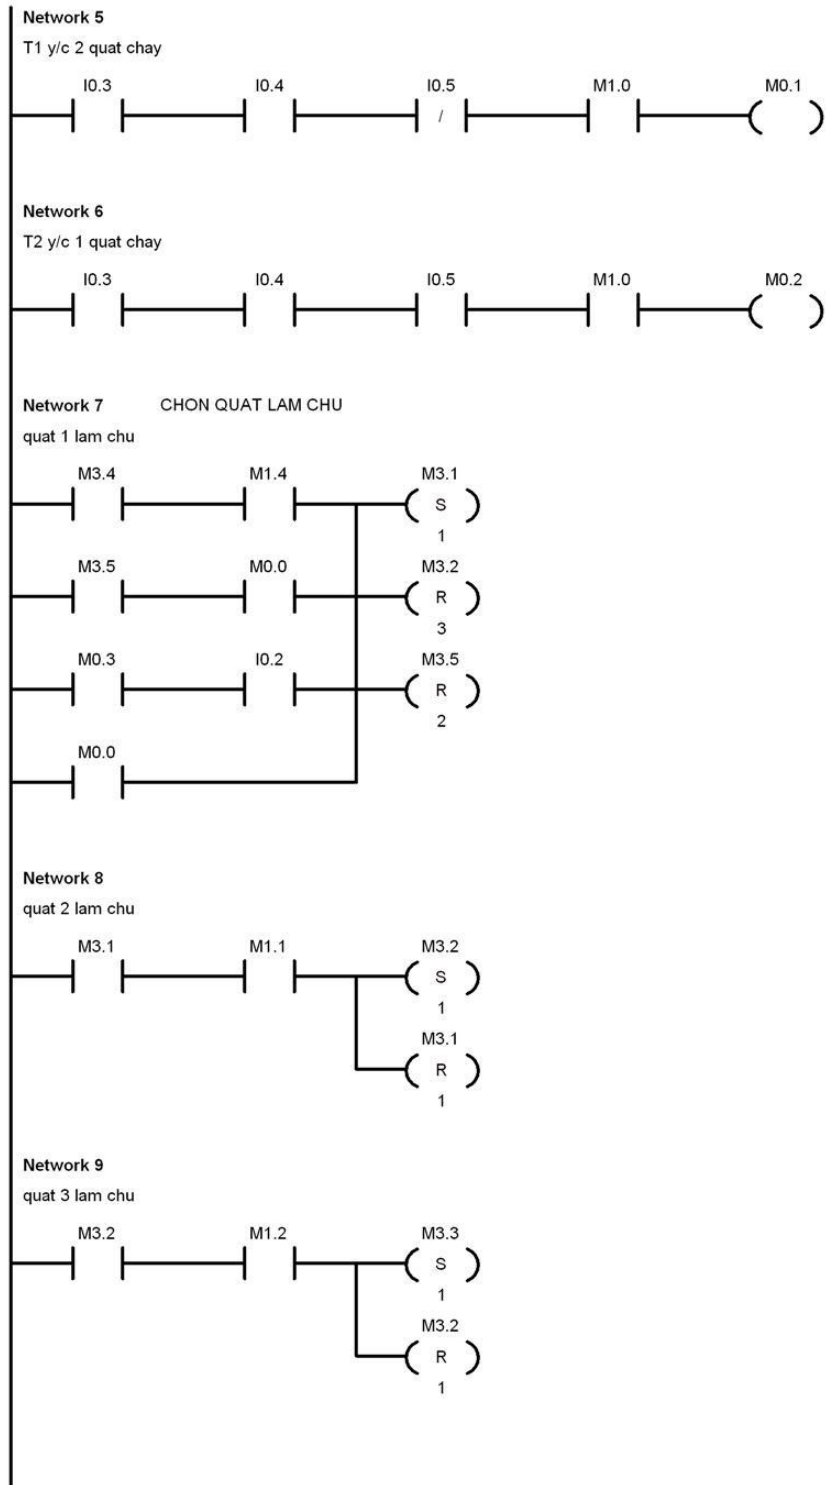 Network 5
T1 y/c 2 quat chay
I0.3 I0.4 I0.5 M1.0 M0.1
/
Network 6
T2 y/c 1 quat chay
I0.3 I0.4 I0.5 M1.0 M0.2
Network 7 CHON QUAT LAM CHU
quat 1 lam chu
M3.4 M1.4 M3.1
S
1
M3.5 M0.0 M3.2
R
3
M0.3 I0.2 M3.5
R
2
M0.0
Network 8
quat 2 lam chu
M3.1 M1.1 M3.2
S
1
M3.1
R
1
Network 9
quat 3 lam chu
M3.2 M1.2 M3.3
S
1
M3.2
R
1